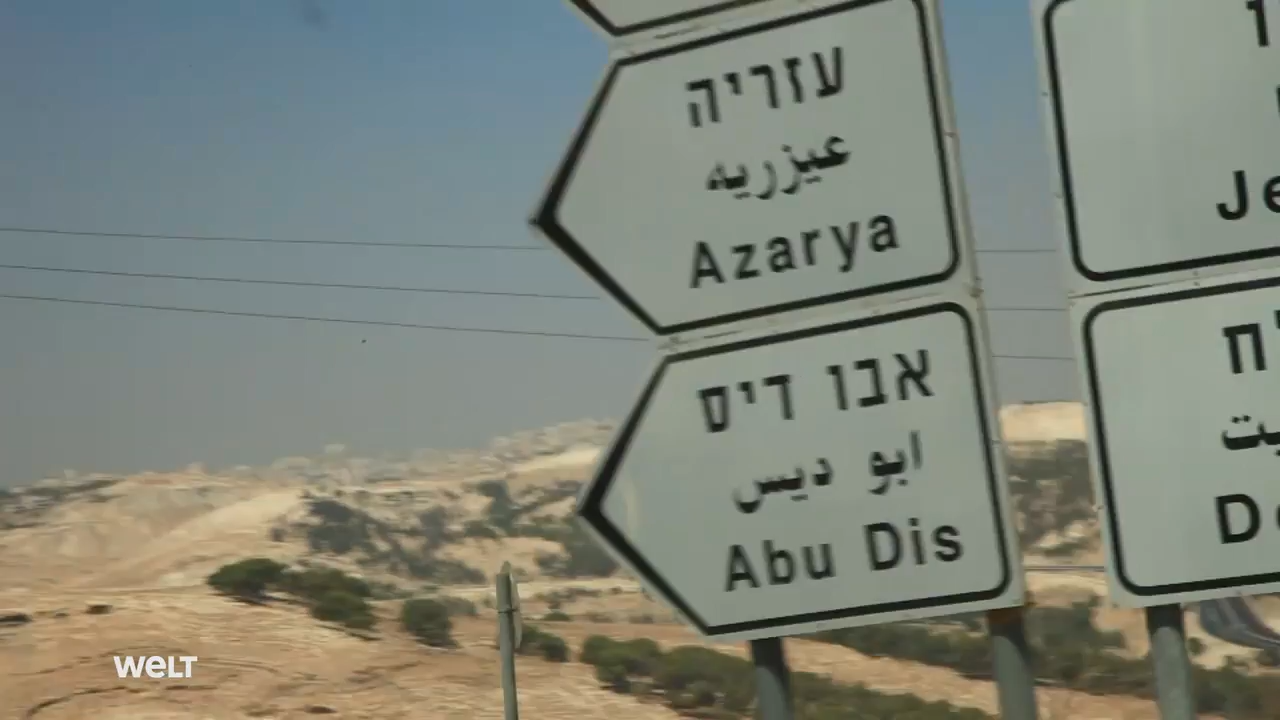 עזריה
عيزريه
Azarya
אבו דיס
ابو ديس
Abu Dis
WELT